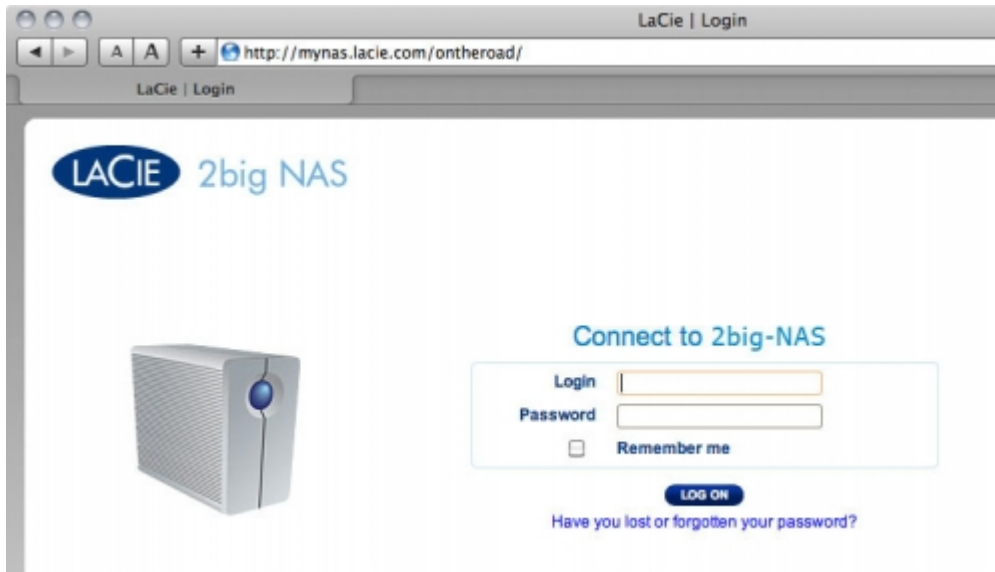 LaCie | Login
A A + http://mynas.lacie.com/ontheroad/
LaCie | Login
LACIE 2big NAS
Connect to 2big-NAS
Login
Password
Remember me
LOG ON
Have you lost or forgotten your password?